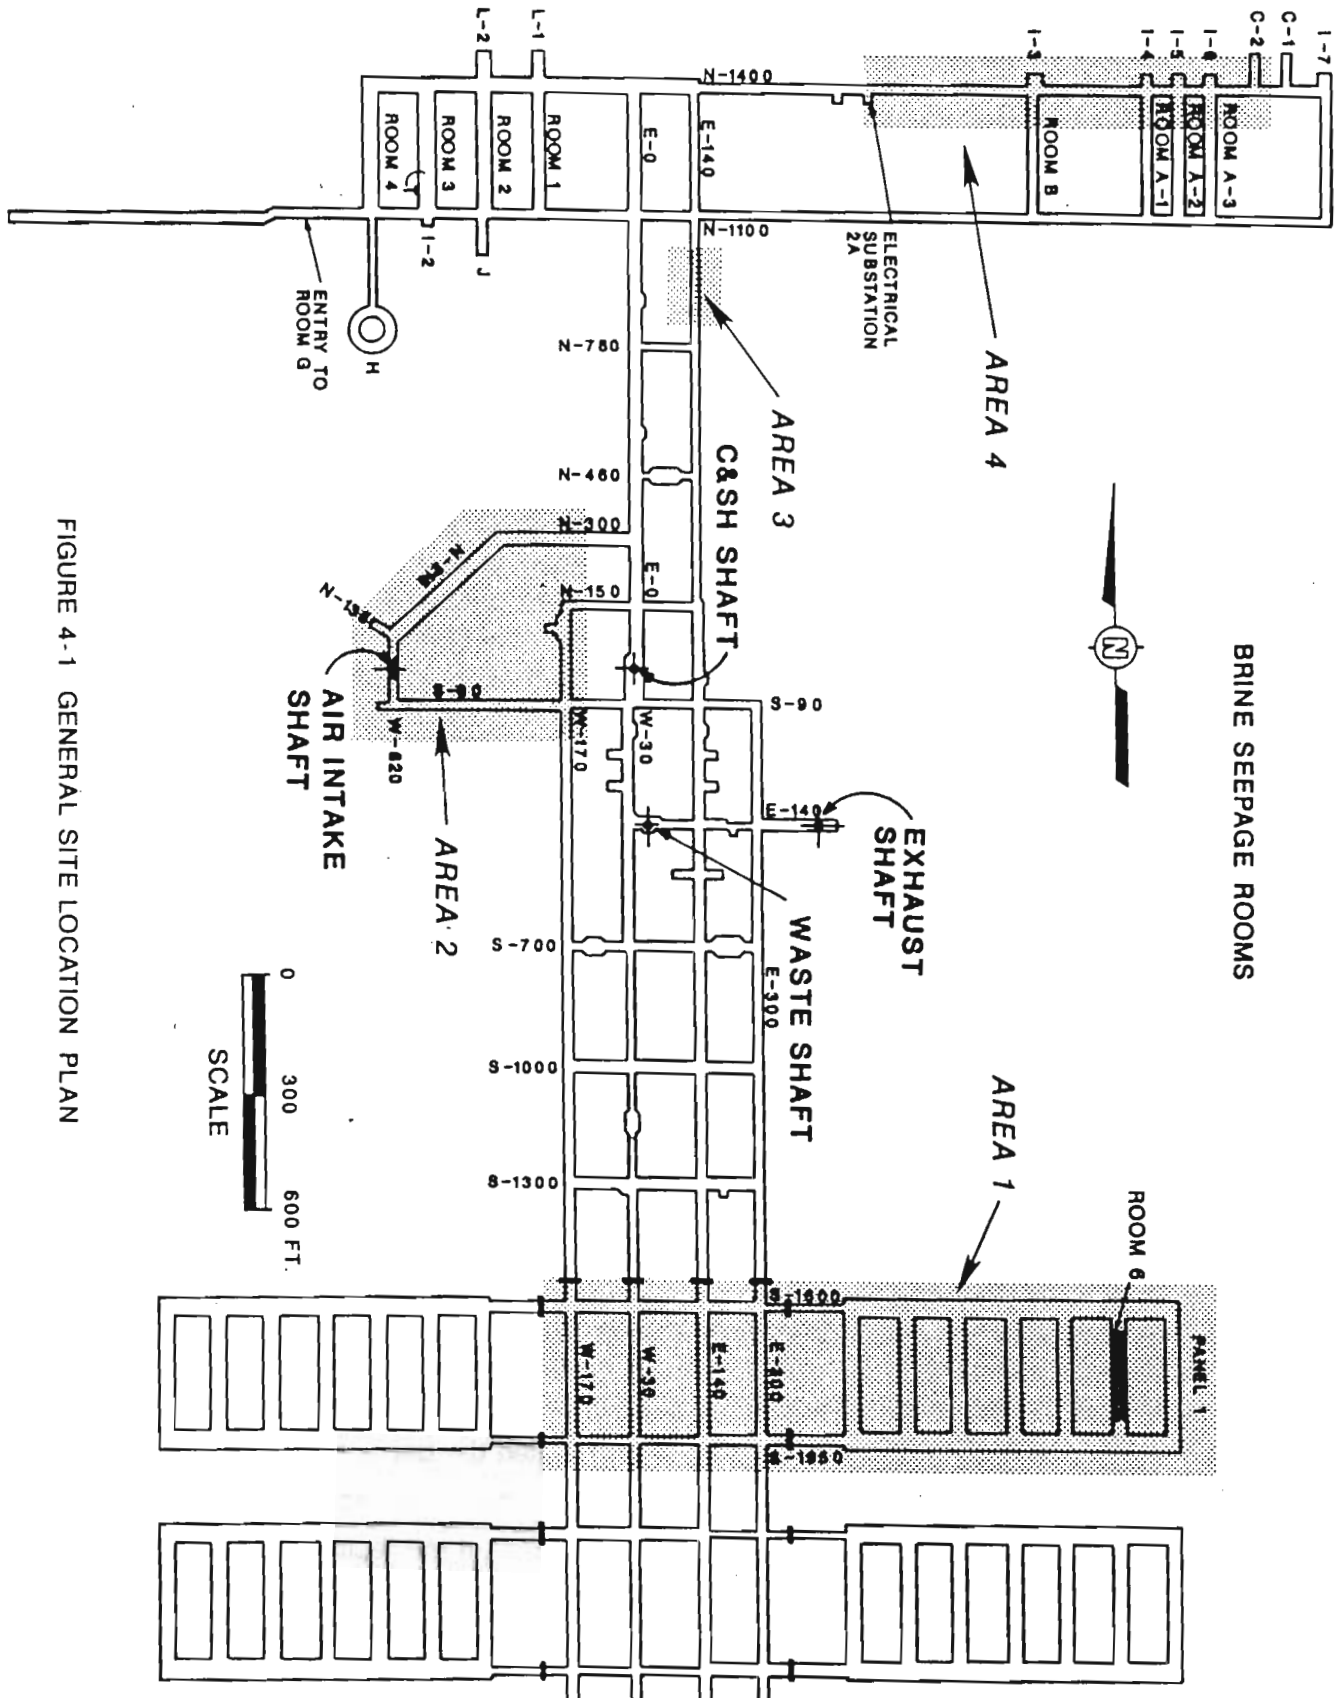 BRINE SEEPAGE ROOMS
I-7
C-1
C-2
I-6
I-5
I-4
I-3
ROOM A-3
ROOM A-2
ROOM A-1
ROOM B
N-1400
E-140
E-0
L-1
L-2
ROOM 1
ROOM 2
ROOM 3
ROOM 4
T
N-1100
I-2
J
H
ENTRY TO
ROOM G
ELECTRICAL
SUBSTATION
2A
AREA 4
AREA 3
N-780
N-460
N-300
N-150
E-0
C&SH SHAFT
N
S-90
S-90
W-620
W-170
W-30
AIR INTAKE
SHAFT
AREA 2
E-140
EXHAUST
SHAFT
WASTE SHAFT
S-700
E-300
S-1000
S-1300
AREA 1
ROOM 6
PANEL 1
S-1600
E-300
E-140
W-30
W-170
S-1950
0 300 600 FT.
SCALE
FIGURE 4-1 GENERAL SITE LOCATION PLAN